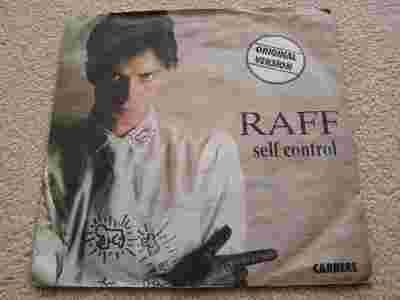 ORIGINAL
VERSION
RAFF
self control
CARRERE